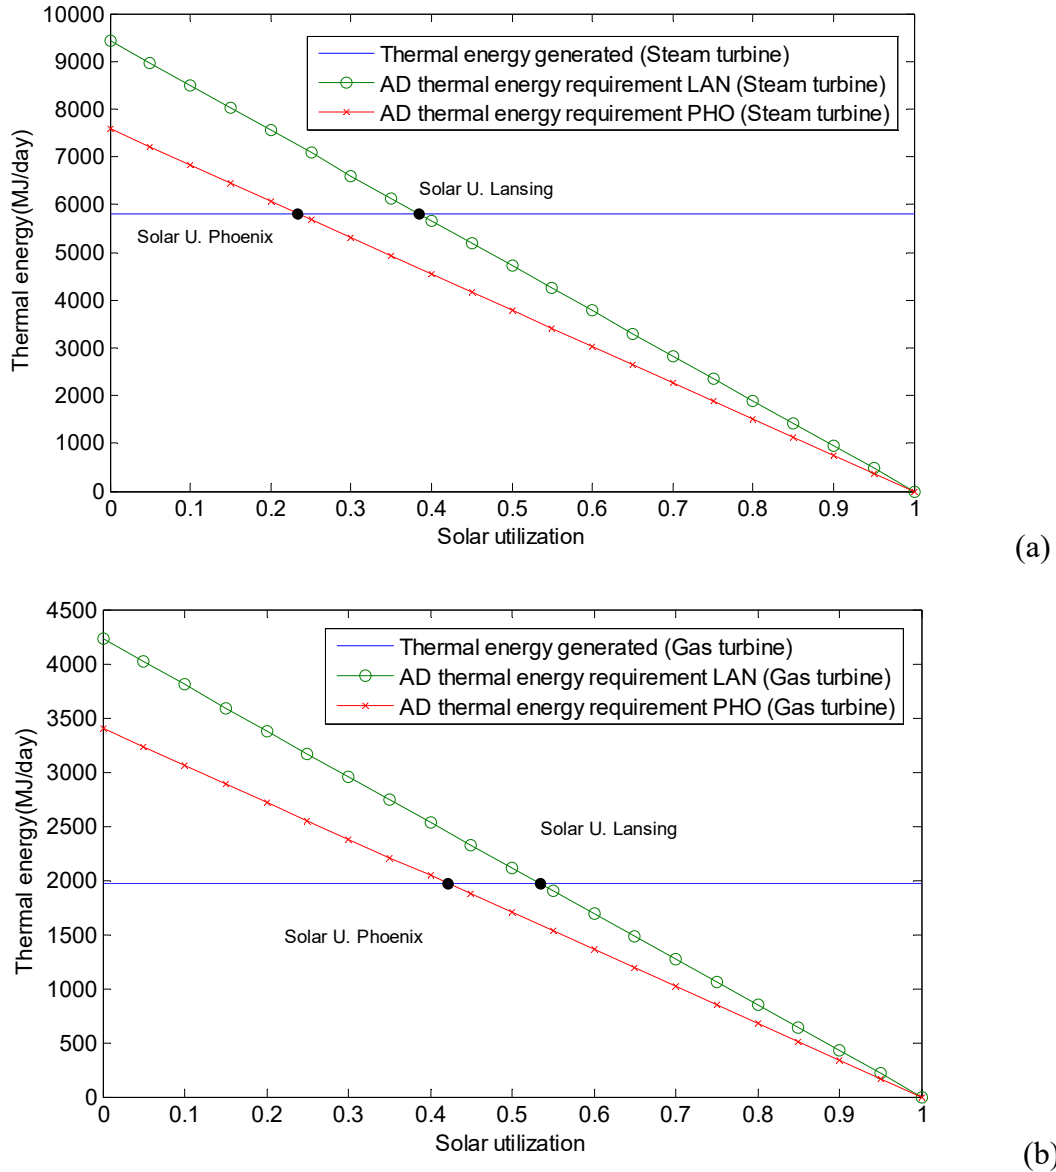 10000
9000
8000
7000
6000
5000
4000
3000
2000
1000
0
Thermal energy(MJ/day)
Thermal energy generated (Steam turbine)
AD thermal energy requirement LAN (Steam turbine)
AD thermal energy requirement PHO (Steam turbine)
Solar U. Lansing
Solar U. Phoenix
0 0.1 0.2 0.3 0.4 0.5 0.6 0.7 0.8 0.9 1
Solar utilization
(a)
4500
4000
3500
3000
2500
2000
1500
1000
500
0
Thermal energy(MJ/day)
Thermal energy generated (Gas turbine)
AD thermal energy requirement LAN (Gas turbine)
AD thermal energy requirement PHO (Gas turbine)
Solar U. Lansing
Solar U. Phoenix
0 0.1 0.2 0.3 0.4 0.5 0.6 0.7 0.8 0.9 1
Solar utilization
(b)